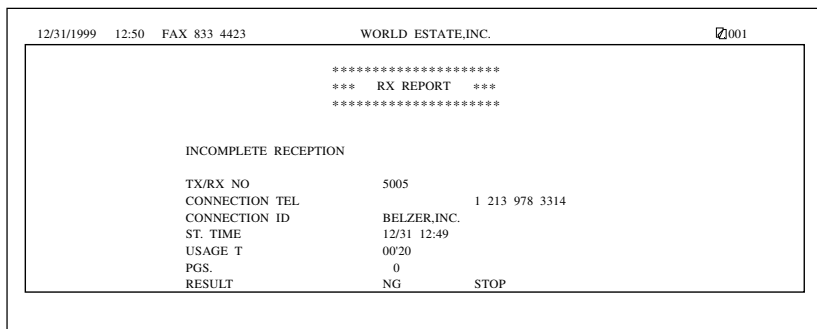 12/31/1999 12:50 FAX 833 4423 WORLD ESTATE,INC. 001
*********************
*** RX REPORT ***
*********************
INCOMPLETE RECEPTION
TX/RX NO 5005
CONNECTION TEL 1 213 978 3314
CONNECTION ID BELZER,INC.
ST. TIME 12/31 12:49
USAGE T 00'20
PGS. 0
RESULT NG STOP